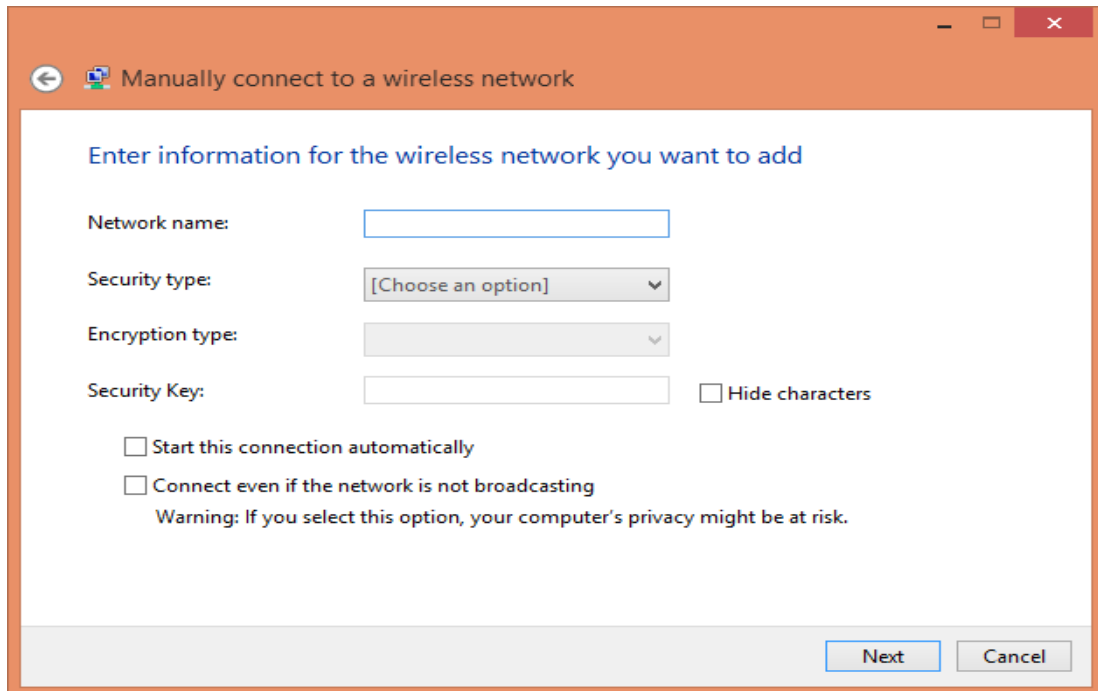 Manually connect to a wireless network
Enter information for the wireless network you want to add
Network name:
Security type:
[Choose an option]
Encryption type:
Security Key:
Hide characters
Start this connection automatically
Connect even if the network is not broadcasting
Warning: If you select this option, your computer's privacy might be at risk.
Next
Cancel